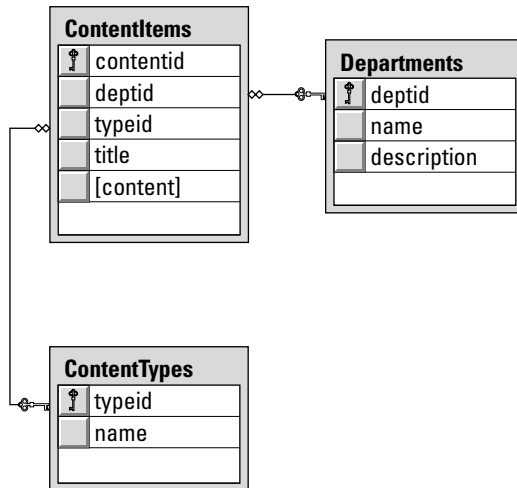 ContentItems
contentid
deptid
typeid
title
[content]
Departments
deptid
name
description
ContentTypes
typeid
name